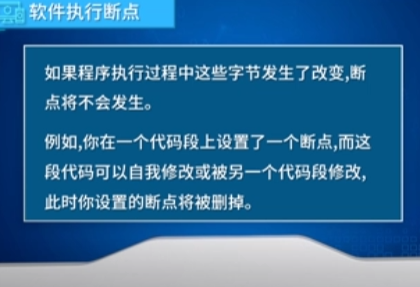 软件执行断点
如果程序执行过程中这些字节发生了改变,断
点将不会发生。
例如,你在一个代码段上设置了一个断点,而这
段代码可以自我修改或被另一个代码段修改,
此时你设置的断点将被删掉。